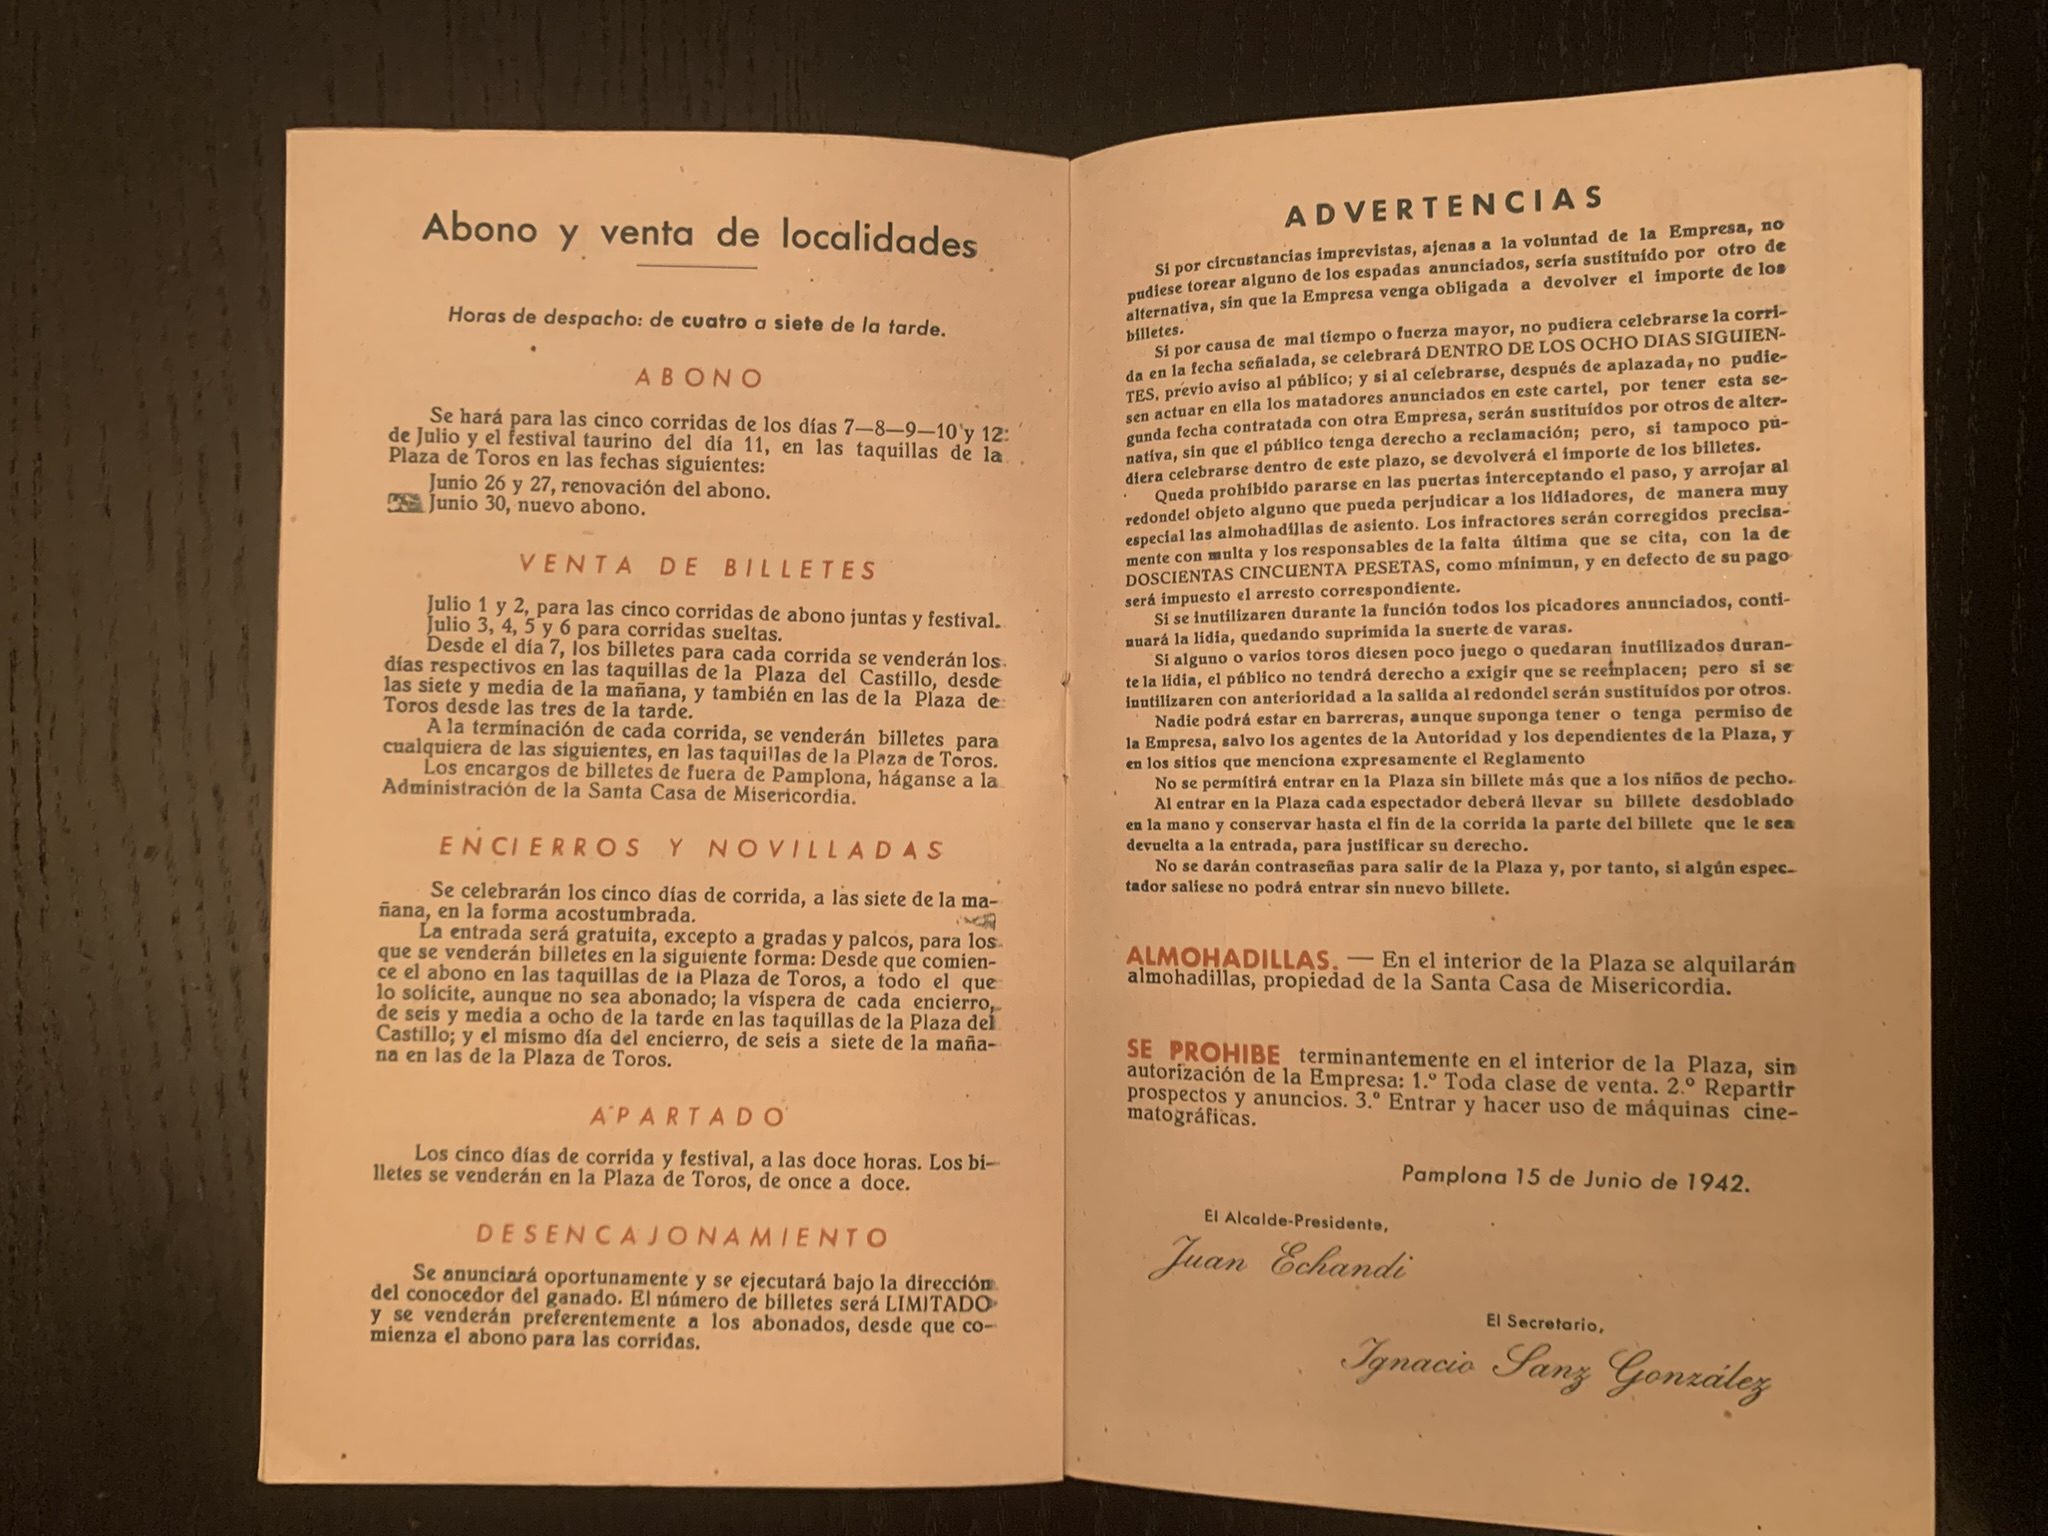 Abono y venta de localidades
Horas de despacho: de cuatro a siete de la tarde.
ABONO
Se hará para las cinco corridas de los días 7—8—9—10 y 12
de Julio y el festival taurino del día 11, en las taquillas de la
Plaza de Toros en las fechas siguientes:
Junio 26 y 27, renovación del abono.
Junio 30, nuevo abono.
VENTA DE BILLETES
Julio 1 y 2, para las cinco corridas de abono juntas y festival.
Julio 3, 4, 5 y 6 para corridas sueltas.
Desde el día 7, los billetes para cada corrida se venderán los
días respectivos en las taquillas de la Plaza del Castillo, desde
las siete y media de la mañana, y también en las de la Plaza de
Toros desde las tres de la tarde.
A la terminación de cada corrida, se venderán billetes para
cualquiera de las siguientes, en las taquillas de la Plaza de Toros.
Los encargos de billetes de fuera de Pamplona, háganse a la
Administración de la Santa Casa de Misericordia.
ENCIERROS Y NOVILLADAS
Se celebrarán los cinco días de corrida, a las siete de la ma-
ñana, en la forma acostumbrada.
La entrada será gratuita, excepto a gradas y palcos, para los
que se venderán billetes en la siguiente forma: Desde que comien-
ce el abono en las taquillas de la Plaza de Toros, a todo el que
lo solicite, aunque no sea abonado; la víspera de cada encierro,
de seis y media a ocho de la tarde en las taquillas de la Plaza del
Castillo; y el mismo día del encierro, de seis a siete de la maña-
na en las de la Plaza de Toros.
APARTADO
Los cinco días de corrida y festival, a las doce horas. Los bi-
lletes se venderán en la Plaza de Toros, de once a doce.
DESENCAJONAMIENTO
Se anunciará oportunamente y se ejecutará bajo la dirección
del conocedor del ganado. El número de billetes será LIMITADO
y se venderán preferentemente a los abonados, desde que co-
mienza el abono para las corridas.
ADVERTENCIAS
Si por circustancias imprevistas, ajenas a la voluntad de la Empresa, no
pudiese torear alguno de los espadas anunciados, sería sustituído por otro de
alternativa, sin que la Empresa venga obligada a devolver el importe de los
billetes.
Si por causa de mal tiempo o fuerza mayor, no pudiera celebrarse la corri-
da en la fecha señalada, se celebrará DENTRO DE LOS OCHO DIAS SIGUIEN-
TES, previo aviso al público; y si al celebrarse, después de aplazada, no pudie-
sen actuar en ella los matadores anunciados en este cartel, por tener esta se-
gunda fecha contratada con otra Empresa, serán sustituídos por otros de alter-
nativa, sin que el público tenga derecho a reclamación; pero, si tampoco pu-
diera celebrarse dentro de este plazo, se devolverá el importe de los billetes.
Queda prohibido pararse en las puertas interceptando el paso, y arrojar al
redondel objeto alguno que pueda perjudicar a los lidiadores, de manera muy
especial las almohadillas de asiento. Los infractores serán corregidos precisa-
mente con multa y los responsables de la falta última que se cita, con la de
DOSCIENTAS CINCUENTA PESETAS, como mínimun, y en defecto de su pago
será impuesto el arresto correspondiente.
Si se inutilizaren durante la función todos los picadores anunciados, conti-
nuará la lidia, quedando suprimida la suerte de varas.
Si alguno o varios toros diesen poco juego o quedaran inutilizados duran-
te la lidia, el público no tendrá derecho a exigir que se reemplacen; pero si se
inutilizaren con anterioridad a la salida al redondel serán sustituídos por otros.
Nadie podrá estar en barreras, aunque suponga tener o tenga permiso de
la Empresa, salvo los agentes de la Autoridad y los dependientes de la Plaza, y
en los sitios que menciona expresamente el Reglamento
No se permitirá entrar en la Plaza sin billete más que a los niños de pecho.
Al entrar en la Plaza cada espectador deberá llevar su billete desdoblado
en la mano y conservar hasta el fin de la corrida la parte del billete que le sea
devuelta a la entrada, para justificar su derecho.
No se darán contraseñas para salir de la Plaza y, por tanto, si algún espec-
tador saliese no podrá entrar sin nuevo billete.
ALMOHADILLAS. — En el interior de la Plaza se alquilarán
almohadillas, propiedad de la Santa Casa de Misericordia.
SE PROHIBE terminantemente en el interior de la Plaza, sin
autorización de la Empresa: 1.º Toda clase de venta. 2.º Repartir
prospectos y anuncios. 3.º Entrar y hacer uso de máquinas cine-
matográficas.
Pamplona 15 de Junio de 1942.
El Alcalde-Presidente,
Juan Echandi
El Secretario,
Ignacio Sanz González